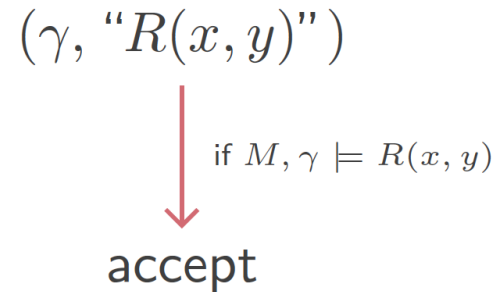 (γ, “R(x, y)”)
if M, γ ⊨ R(x, y)
accept